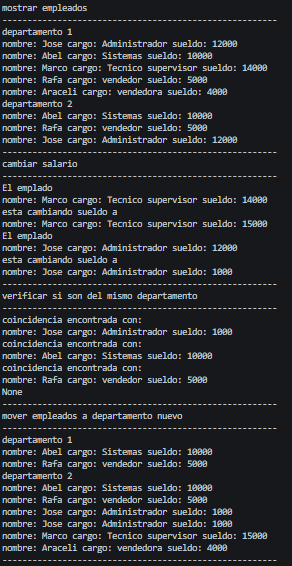 mostrar empleados
------------------------------------------------------
departamento 1
nombre: Jose cargo: Administrador sueldo: 12000
nombre: Abel cargo: Sistemas sueldo: 10000
nombre: Marco cargo: Tecnico supervisor sueldo: 14000
nombre: Rafa cargo: vendedor sueldo: 5000
nombre: Araceli cargo: vendedora sueldo: 4000
departamento 2
nombre: Abel cargo: Sistemas sueldo: 10000
nombre: Rafa cargo: vendedor sueldo: 5000
nombre: Jose cargo: Administrador sueldo: 12000
------------------------------------------------------
cambiar salario
------------------------------------------------------
El emplado
nombre: Marco cargo: Tecnico supervisor sueldo: 14000
esta cambiando sueldo a
nombre: Marco cargo: Tecnico supervisor sueldo: 15000
El emplado
nombre: Jose cargo: Administrador sueldo: 12000
esta cambiando sueldo a
nombre: Jose cargo: Administrador sueldo: 1000
------------------------------------------------------
verificar si son del mismo departamento
------------------------------------------------------
coincidencia encontrada con:
nombre: Jose cargo: Administrador sueldo: 1000
coincidencia encontrada con:
nombre: Abel cargo: Sistemas sueldo: 10000
coincidencia encontrada con:
nombre: Rafa cargo: vendedor sueldo: 5000
None
------------------------------------------------------
mover empleados a departamento nuevo
------------------------------------------------------
departamento 1
nombre: Abel cargo: Sistemas sueldo: 10000
nombre: Rafa cargo: vendedor sueldo: 5000
departamento 2
nombre: Abel cargo: Sistemas sueldo: 10000
nombre: Rafa cargo: vendedor sueldo: 5000
nombre: Jose cargo: Administrador sueldo: 1000
nombre: Jose cargo: Administrador sueldo: 1000
nombre: Marco cargo: Tecnico supervisor sueldo: 15000
nombre: Araceli cargo: vendedora sueldo: 4000
------------------------------------------------------